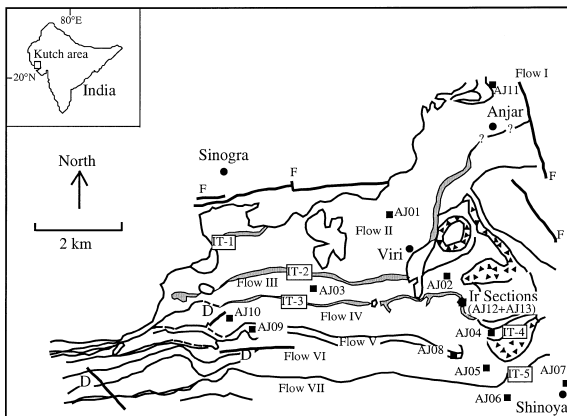 80°E
Kutch area
20°N
India
Flow I
AJ11
Anjar
?
?
North
Sinogra
F
F
F
F
2 km
AJ01
Flow II
IT-1
Viri
IT-2
Flow III
AJ03
AJ02
IT-3
Ir Sections
(AJ12+AJ13)
D
Flow IV
AJ10
AJ09
Flow V
AJ04
IT-4
D
Flow VI
AJ08
AJ05
IT-5
AJ07
D
Flow VII
AJ06
Shinoya